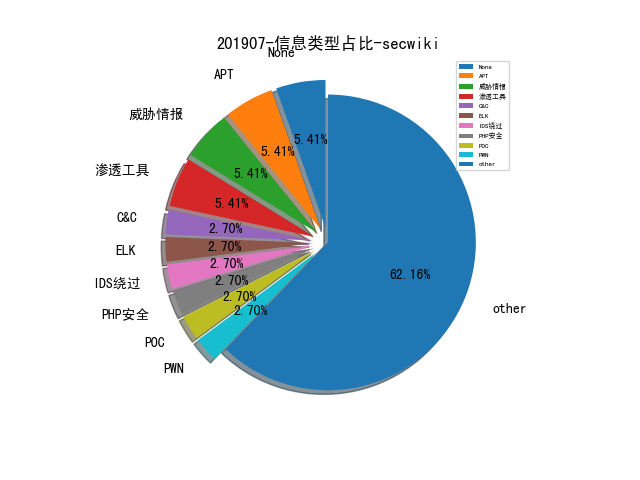 201907-信息类型占比-secwiki
None
APT
威胁情报
渗透工具
C&C
ELK
IDS绕过
PHP安全
POC
PWN
other
5.41%
5.41%
5.41%
5.41%
2.70%
2.70%
2.70%
2.70%
2.70%
2.70%
62.16%
None
APT
威胁情报
渗透工具
C&C
ELK
IDS绕过
PHP安全
POC
PWN
other